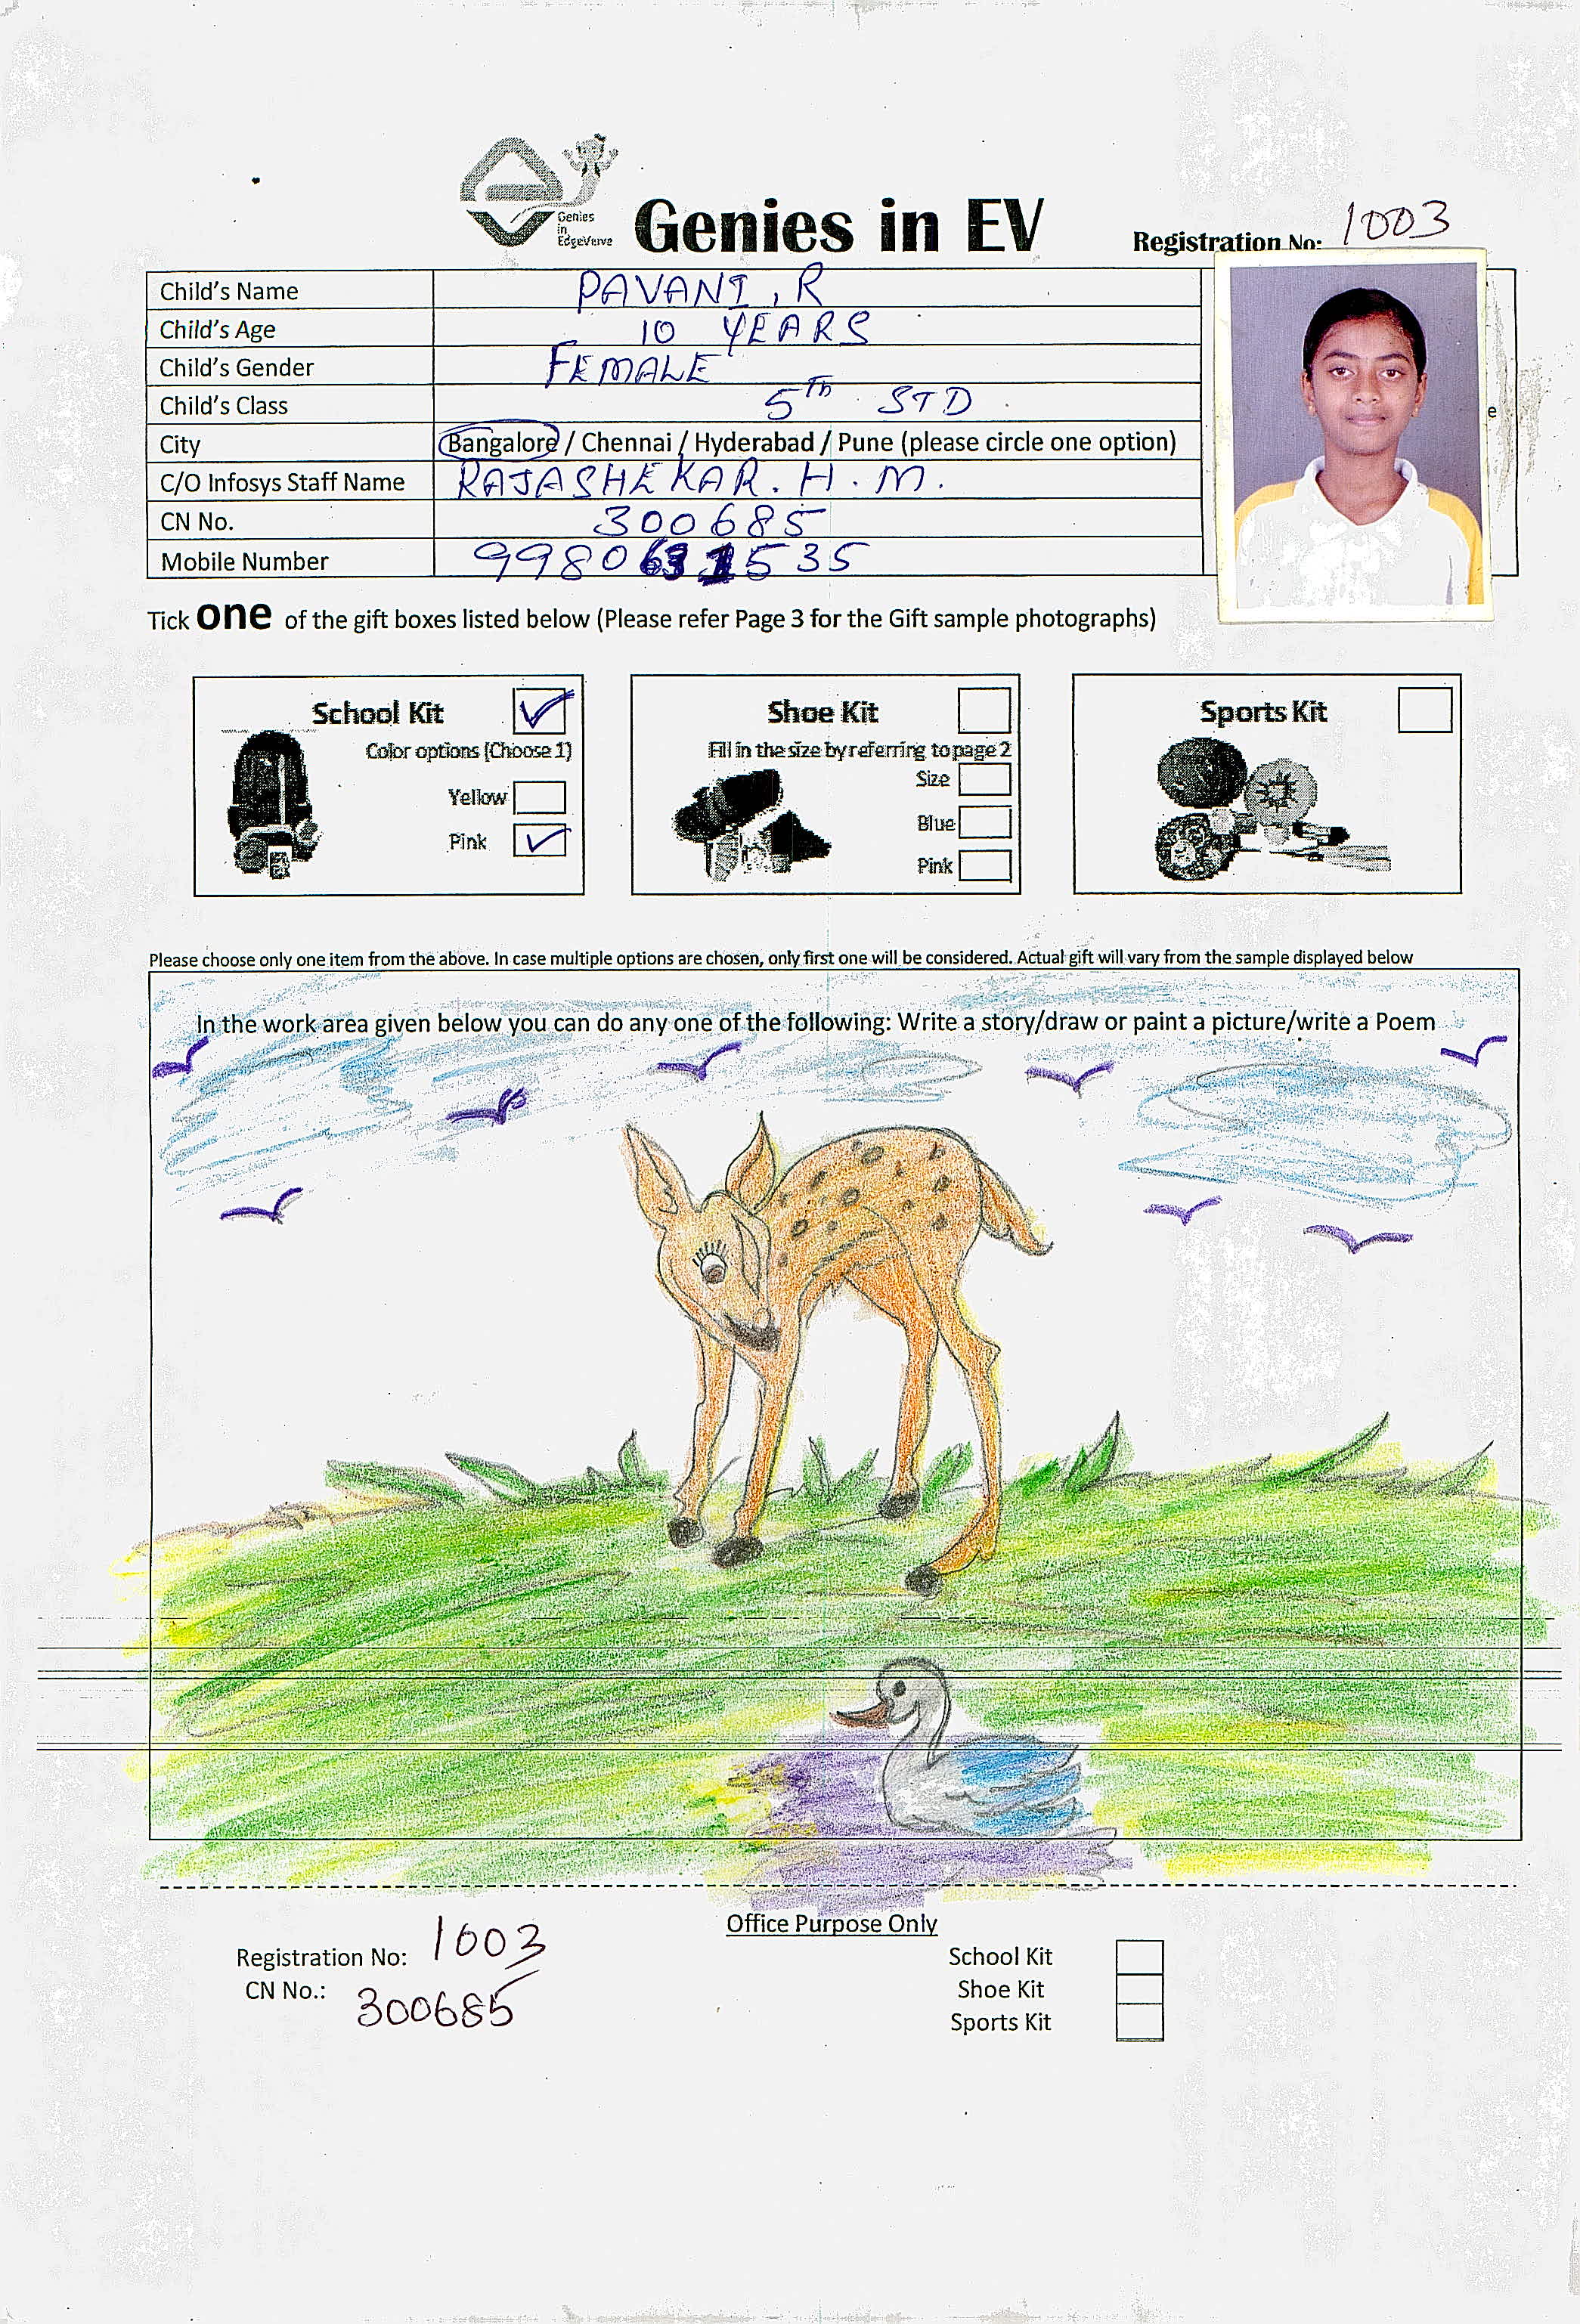 Genies
in
EdgeVerve
Genies in EV
Registration No: 1003
Child's Name PAVANI, R
Child's Age 10 YEARS
Child's Gender FEMALE
Child's Class 5Th STD
City Bangalore / Chennai / Hyderabad / Pune (please circle one option)
C/O Infosys Staff Name RAJASHEKAR. H. M.
CN No. 300685
Mobile Number
e
Tick one of the gift boxes listed below (Please refer Page 3 for the Gift sample photographs)
School Kit
Color options (Choose 1)
Yellow
Pink
Shoe Kit
Fill in the size by referring to page 2
Size
Blue
Pink
Sports Kit
Please choose only one item from the above. In case multiple options are chosen, only first one will be considered. Actual gift will vary from the sample displayed below
In the work area given below you can do any one of the following: Write a story/draw or paint a picture/write a Poem
Office Purpose Only
Registration No: 1003
CN No.: 300685
School Kit
Shoe Kit
Sports Kit